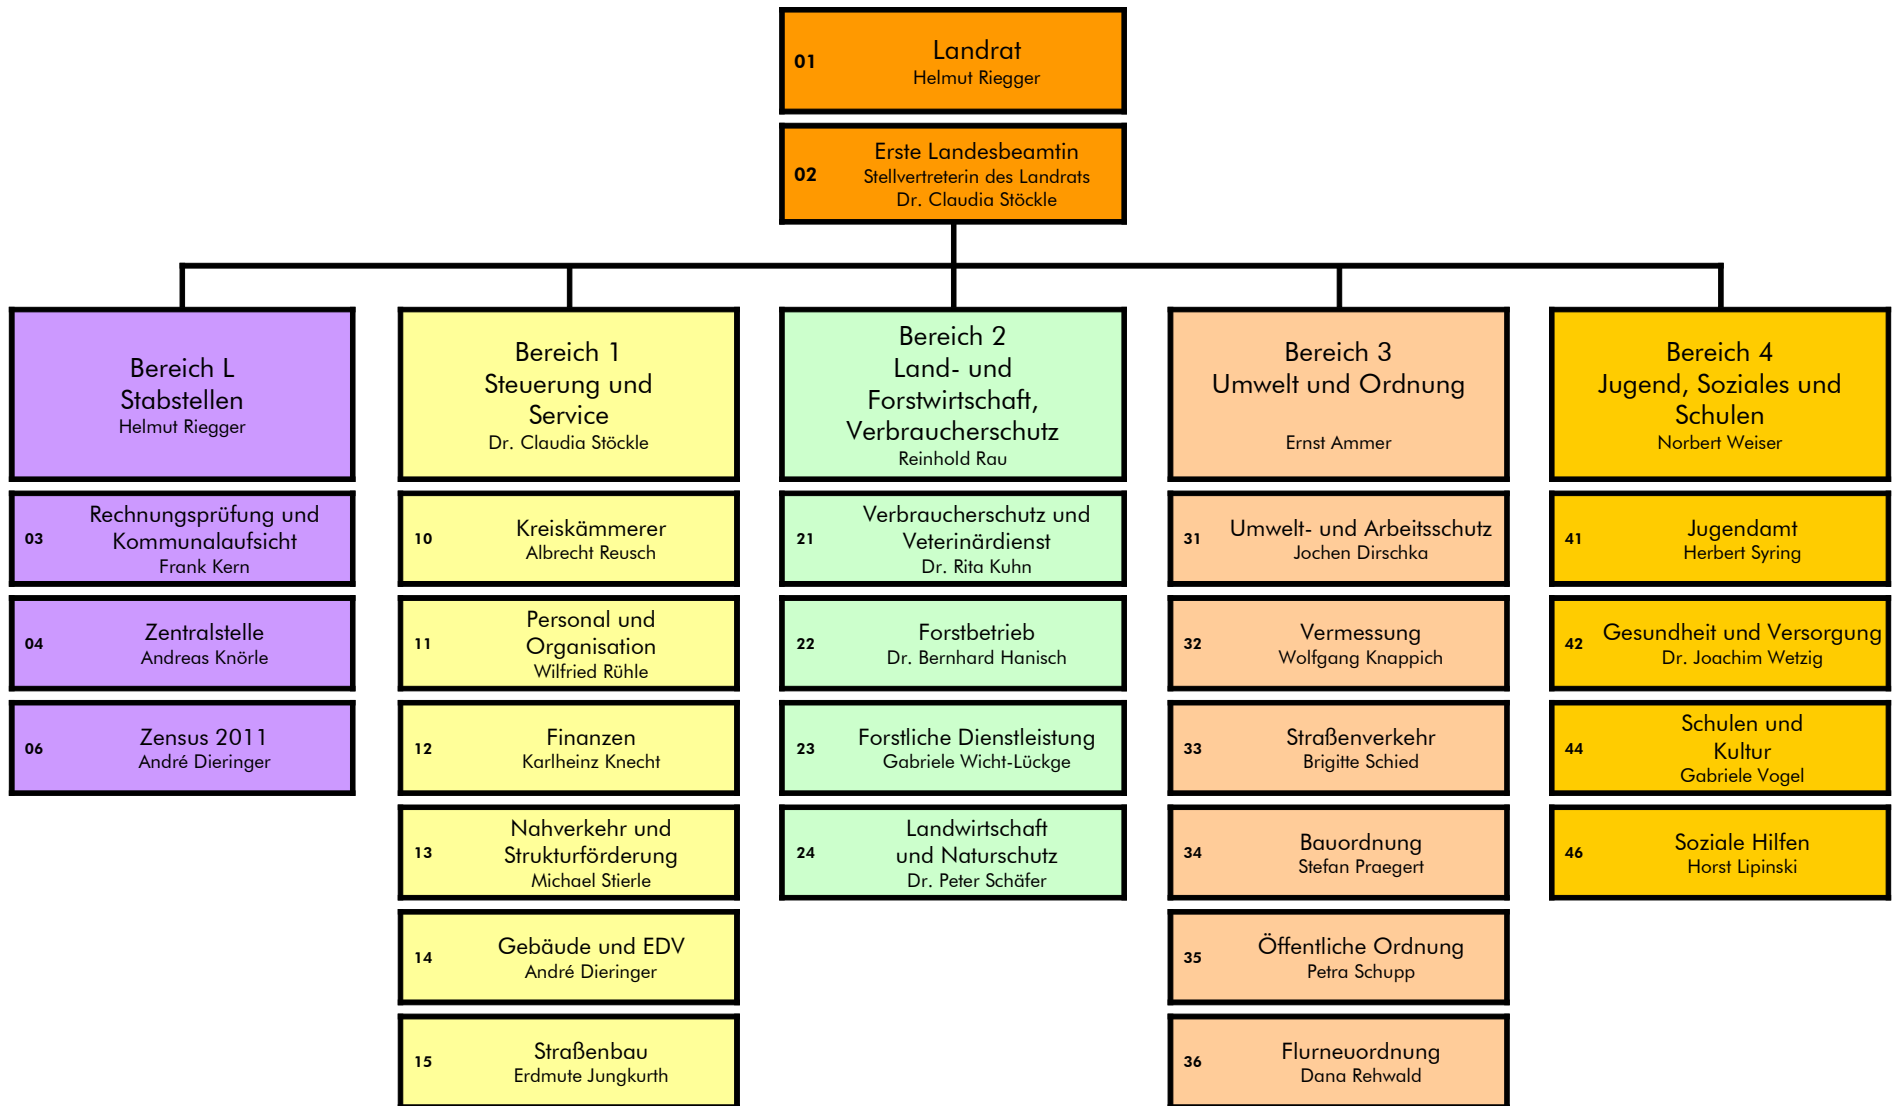 01
Landrat
Helmut Riegger
02
Erste Landesbeamtin
Stellvertreterin des Landrats
Dr. Claudia Stöckle
Bereich L
Stabstellen
Helmut Riegger
03
Rechnungsprüfung und
Kommunalaufsicht
Frank Kern
04
Zentralstelle
Andreas Knörle
06
Zensus 2011
André Dieringer
Bereich 1
Steuerung und
Service
Dr. Claudia Stöckle
10
Kreiskämmerer
Albrecht Reusch
11
Personal und
Organisation
Wilfried Rühle
12
Finanzen
Karlheinz Knecht
13
Nahverkehr und
Strukturförderung
Michael Stierle
14
Gebäude und EDV
André Dieringer
15
Straßenbau
Erdmute Jungkurth
Bereich 2
Land- und
Forstwirtschaft,
Verbraucherschutz
Reinhold Rau
21
Verbraucherschutz und
Veterinärdienst
Dr. Rita Kuhn
22
Forstbetrieb
Dr. Bernhard Hanisch
23
Forstliche Dienstleistung
Gabriele Wicht-Lückge
24
Landwirtschaft
und Naturschutz
Dr. Peter Schäfer
Bereich 3
Umwelt und Ordnung
Ernst Ammer
31
Umwelt- und Arbeitsschutz
Jochen Dirschka
32
Vermessung
Wolfgang Knappich
33
Straßenverkehr
Brigitte Schied
34
Bauordnung
Stefan Praegert
35
Öffentliche Ordnung
Petra Schupp
36
Flurneuordnung
Dana Rehwald
Bereich 4
Jugend, Soziales und
Schulen
Norbert Weiser
41
Jugendamt
Herbert Syring
42
Gesundheit und Versorgung
Dr. Joachim Wetzig
44
Schulen und
Kultur
Gabriele Vogel
46
Soziale Hilfen
Horst Lipinski